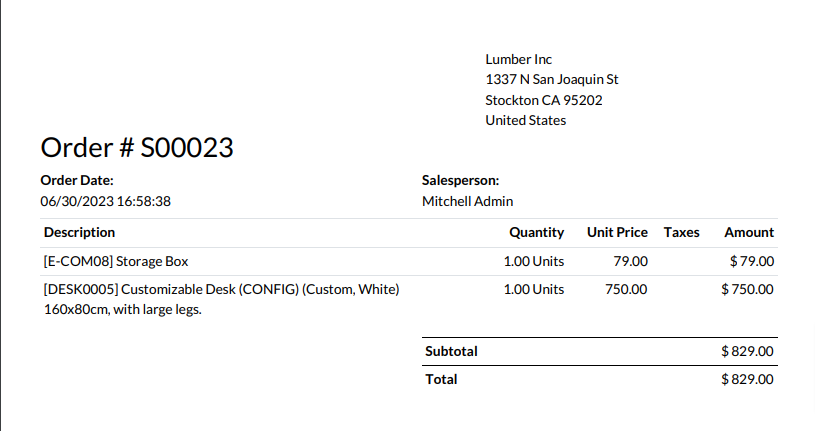 Lumber Inc
1337 N San Joaquin St
Stockton CA 95202
United States
Order # S00023
Order Date: Salesperson:
06/30/2023 16:58:38 Mitchell Admin
Description Quantity Unit Price Taxes Amount
[E-COM08] Storage Box 1.00 Units 79.00 $ 79.00
[DESK0005] Customizable Desk (CONFIG) (Custom, White) 1.00 Units 750.00 $ 750.00
160x80cm, with large legs.
Subtotal $ 829.00
Total $ 829.00